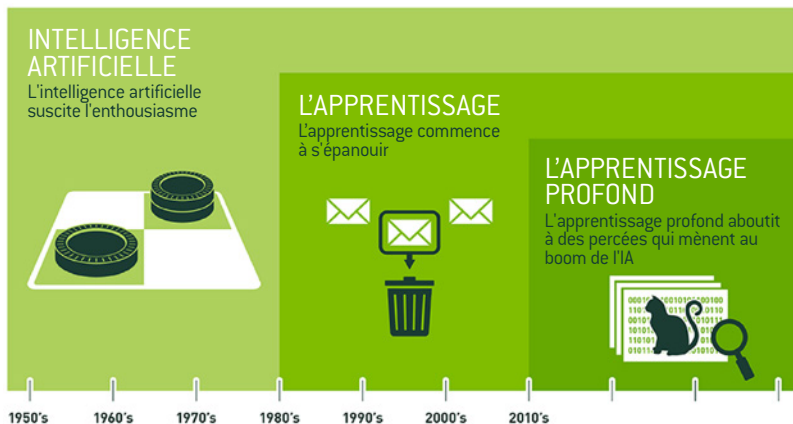 INTELLIGENCE
ARTIFICIELLE
L'intelligence artificielle
suscite l'enthousiasme
L'APPRENTISSAGE
L'apprentissage commence
à s'épanouir
L'APPRENTISSAGE
PROFOND
L'apprentissage profond aboutit
à des percées qui mènent au
boom de l'IA
1950's 1960's 1970's 1980's 1990's 2000's 2010's